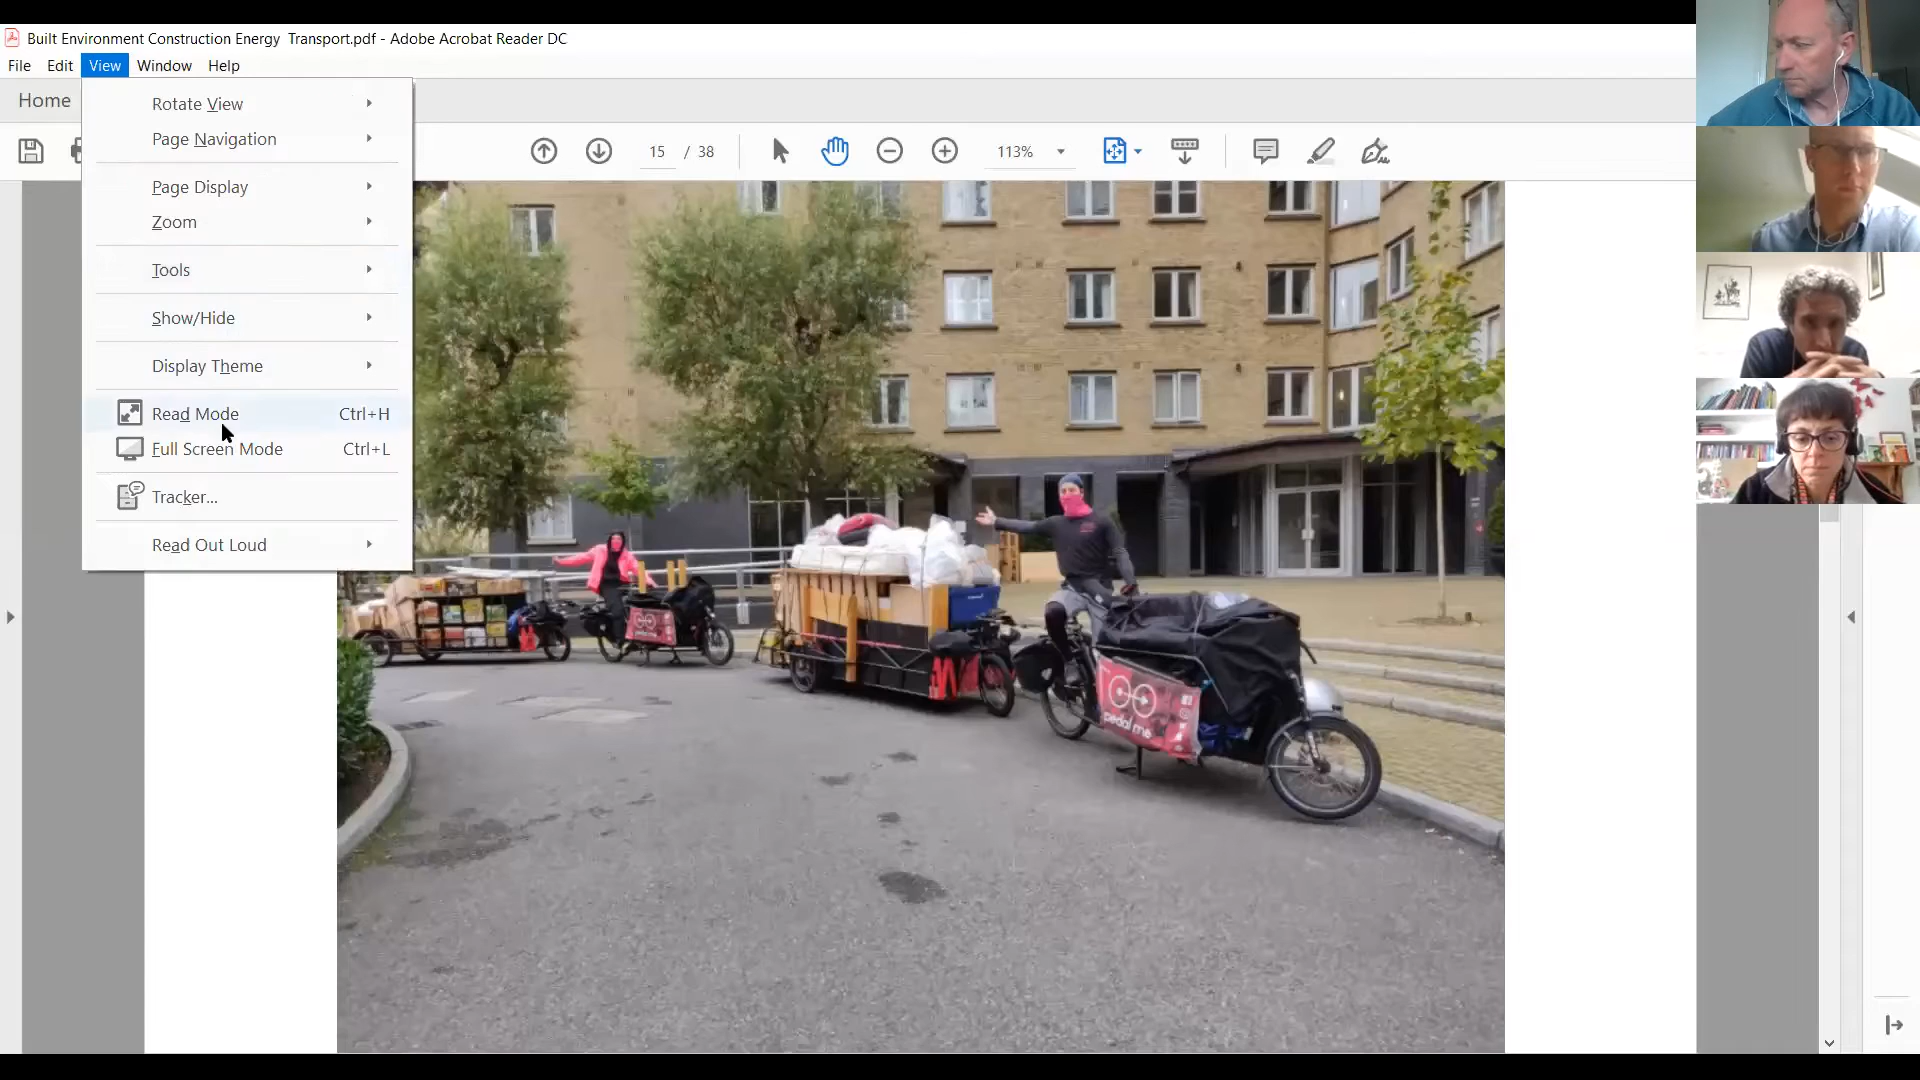 Built Environment Construction Energy  Transport.pdf - Adobe Acrobat Reader DC
File Edit View Window Help
Home
Rotate View
Page Navigation
Page Display
Zoom
Tools
Show/Hide
Display Theme
Read Mode Ctrl+H
Full Screen Mode Ctrl+L
Tracker...
Read Out Loud
15 / 38
113%
pedal me
pedal me